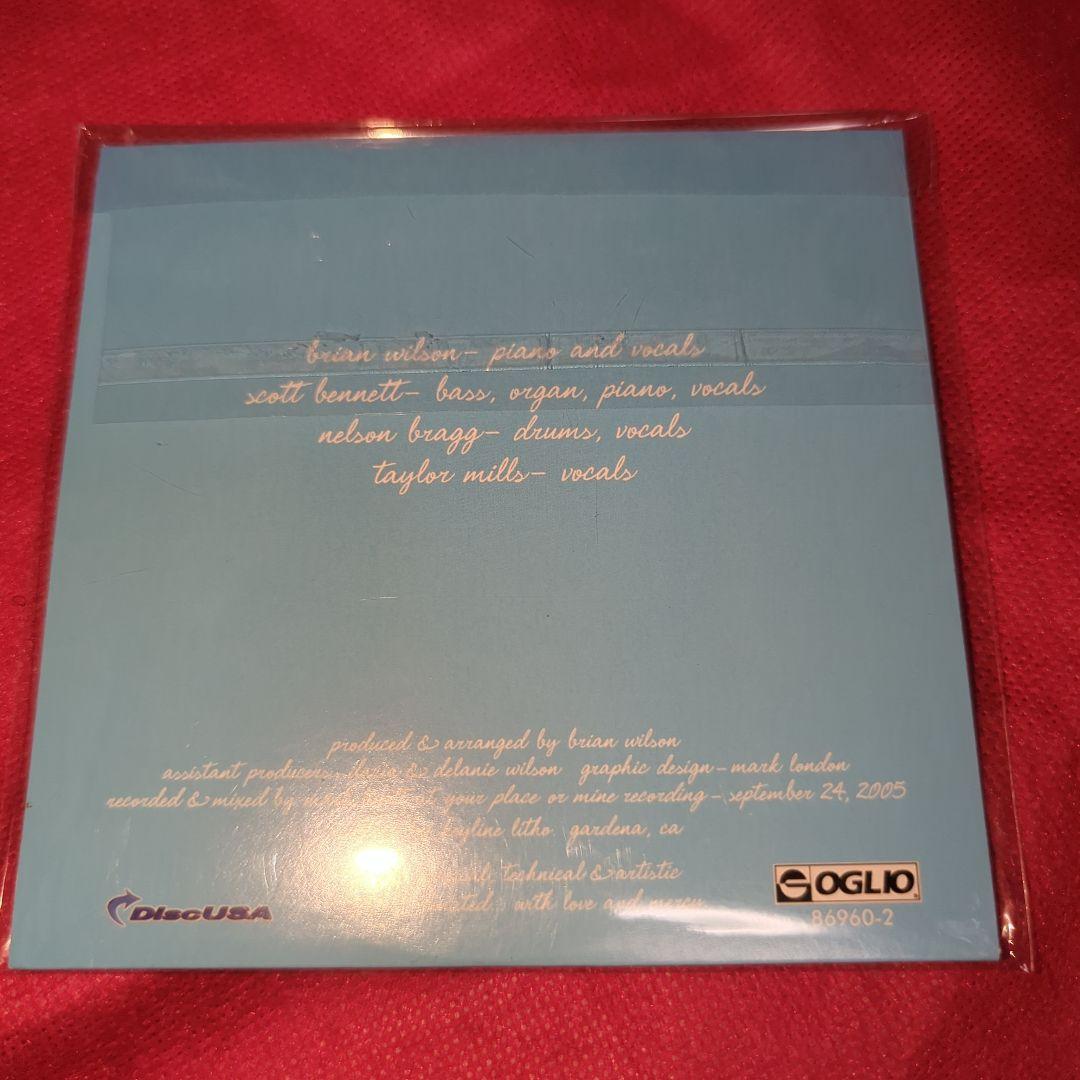 brian wilson- piano and vocals
scott bennett- bass, organ, piano, vocals
nelson bragg- drums, vocals
taylor mills- vocals
produced & arranged by brian wilson
assistant producers & delanie wilson graphic design-mark london
recorded & mixed by your place or mine recording-september 24, 2005
litho. gardena, ca
technical & artistic
with love and mercy
DiscUSA
OGLIO
86960-2